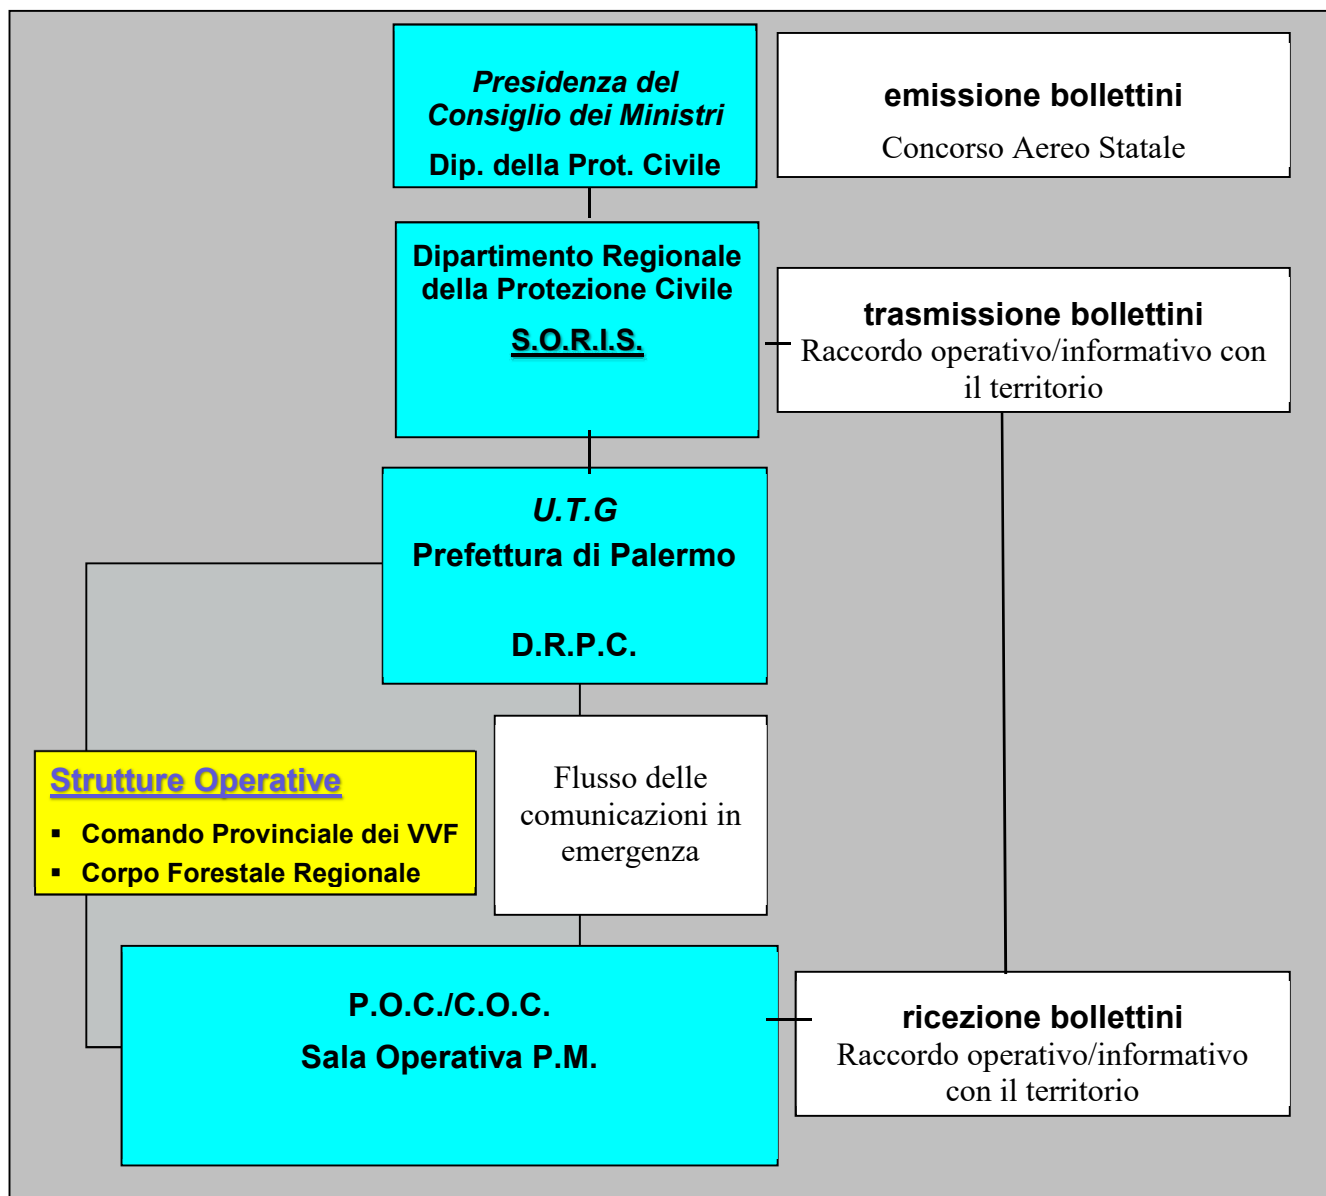 Presidenza del
Consiglio dei Ministri
Dip. della Prot. Civile
emissione bollettini
Concorso Aereo Statale
Dipartimento Regionale
della Protezione Civile
S.O.R.I.S.
trasmissione bollettini
Raccordo operativo/informativo con
il territorio
U.T.G
Prefettura di Palermo
D.R.P.C.
Strutture Operative
▪ Comando Provinciale dei VVF
▪ Corpo Forestale Regionale
Flusso delle
comunicazioni in
emergenza
P.O.C./C.O.C.
Sala Operativa P.M.
ricezione bollettini
Raccordo operativo/informativo
con il territorio